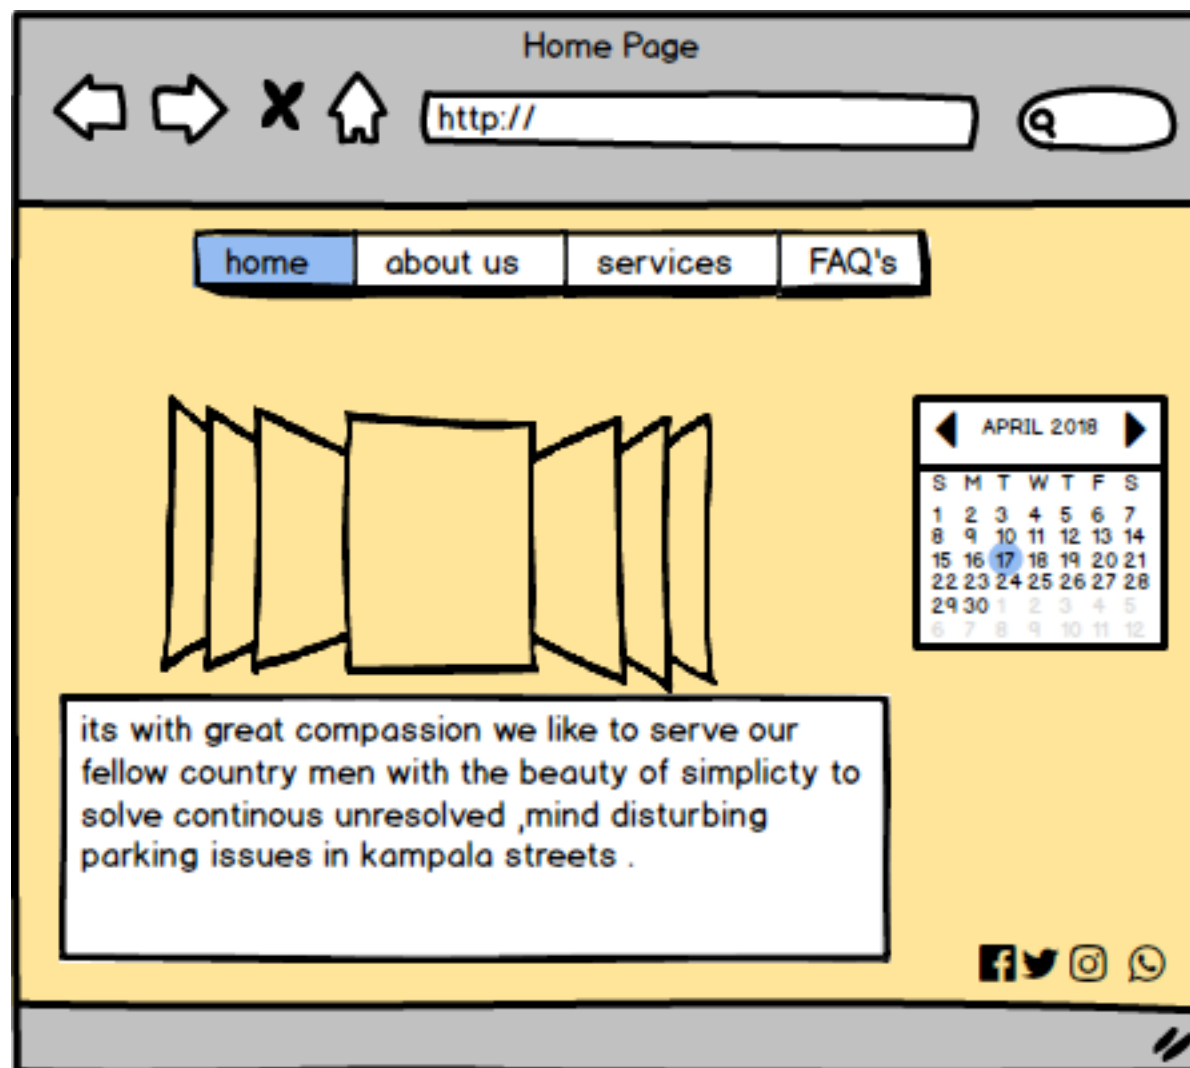 Home Page
http://
home about us services FAQ's
APRIL 2018
S M T W T F S
1 2 3 4 5 6 7
8 9 10 11 12 13 14
15 16 17 18 19 20 21
22 23 24 25 26 27 28
29 30 1 2 3 4 5
6 7 8 9 10 11 12
its with great compassion we like to serve our
fellow country men with the beauty of simplicty to
solve continous unresolved ,mind disturbing
parking issues in kampala streets .